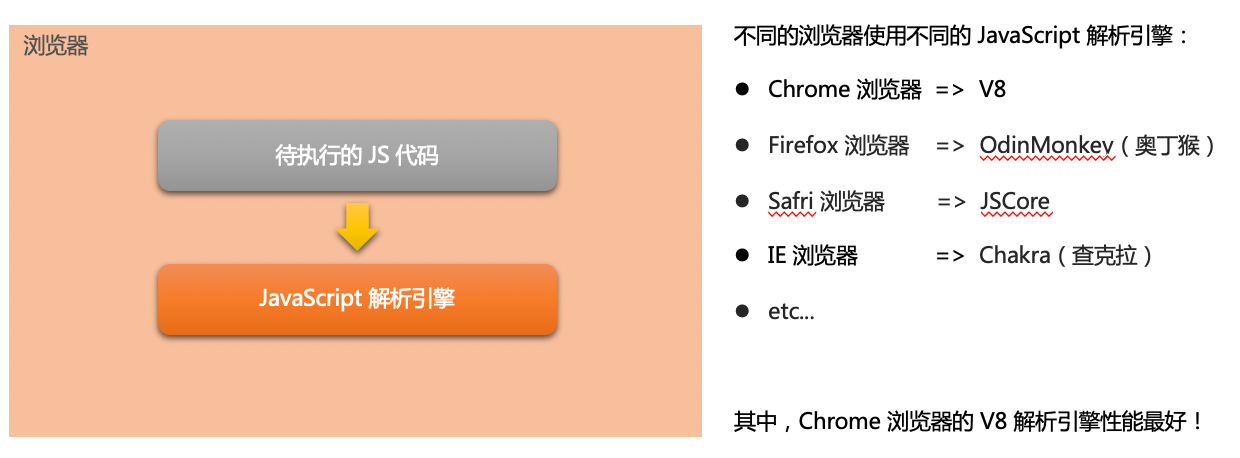 浏览器
待执行的 JS 代码
JavaScript 解析引擎
不同的浏览器使用不同的 JavaScript 解析引擎：
● Chrome 浏览器 => V8
● Firefox 浏览器 => OdinMonkey（奥丁猴）
● Safri 浏览器 => JSCore
● IE 浏览器 => Chakra（查克拉）
● etc...
其中，Chrome 浏览器的 V8 解析引擎性能最好！